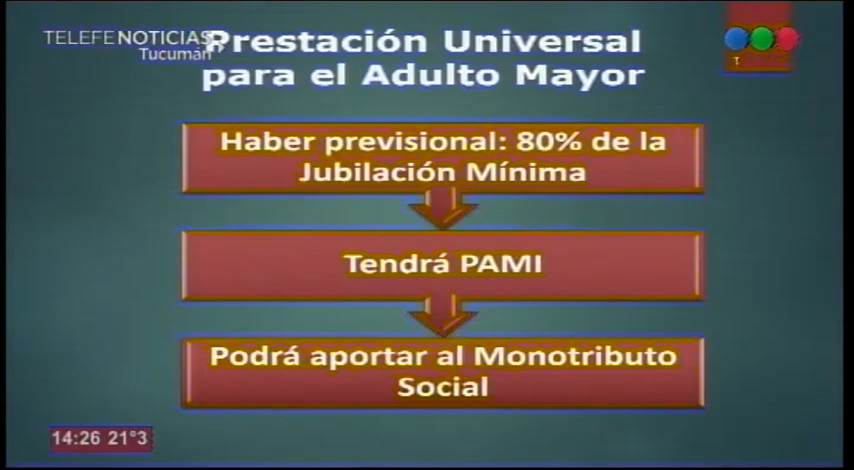 TELEFENOTICIAS
Tucumán
Prestación Universal
para el Adulto Mayor
Haber previsional: 80% de la
Jubilación Mínima
Tendrá PAMI
Podrá aportar al Monotributo
Social
14:26 21°3